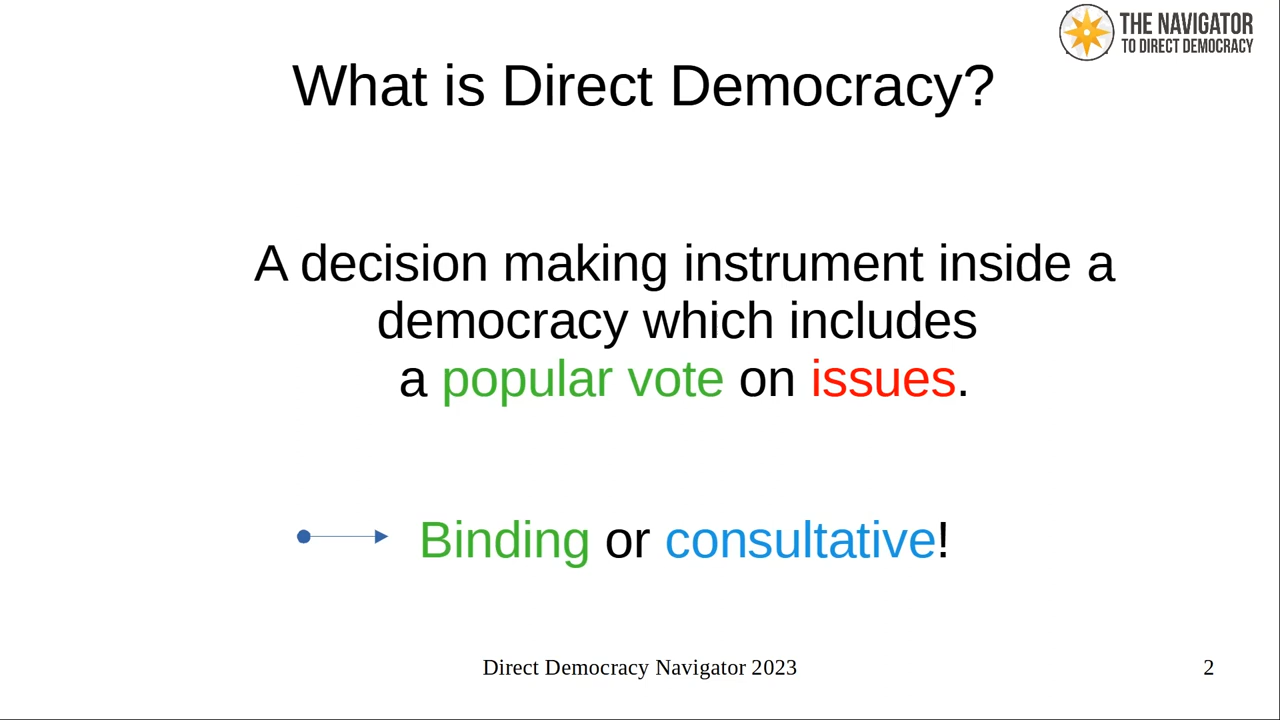 THE NAVIGATOR
TO DIRECT DEMOCRACY
What is Direct Democracy?
A decision making instrument inside a
democracy which includes
a popular vote on issues.
Binding or consultative!
Direct Democracy Navigator 2023
2